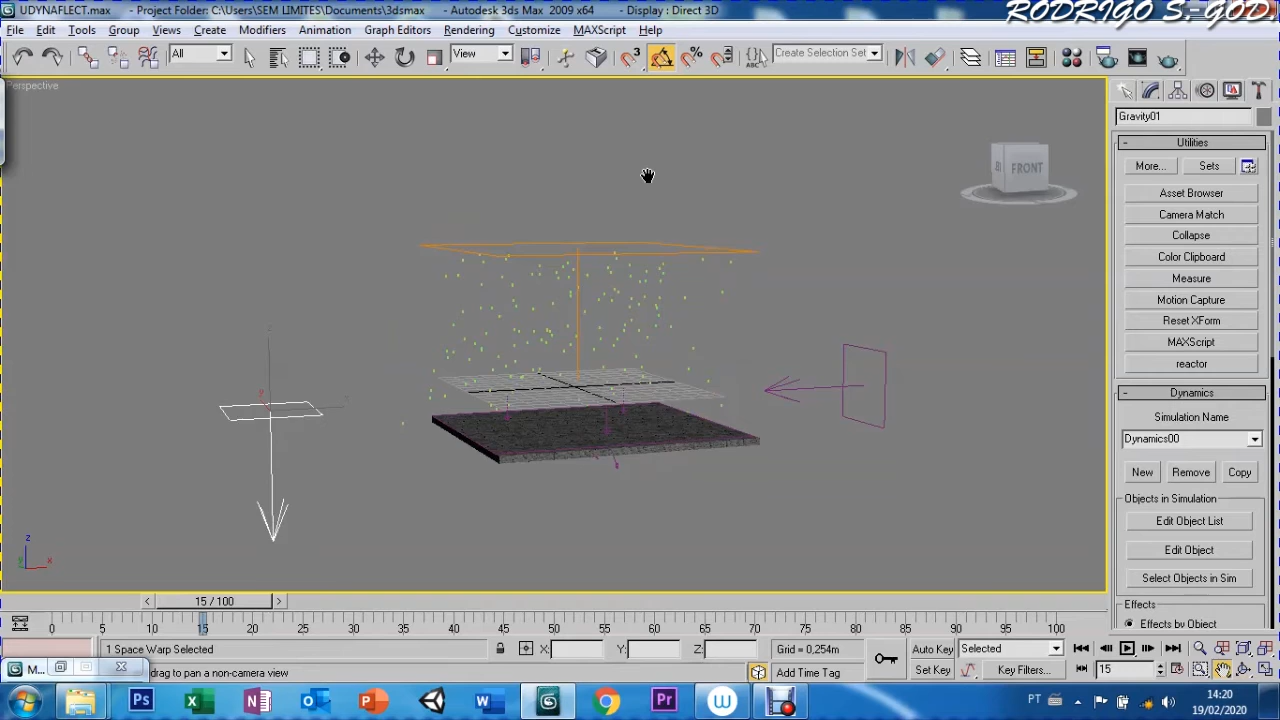 UDYNAFLECT.max - Project Folder: C:\Users\SEM LIMITES\Documents\3dsmax - Autodesk 3ds Max 2009 x64 - Display : Direct 3D
RODRIGO S.-GOD
File Edit Tools Group Views Create Modifiers Animation Graph Editors Rendering Customize MAXScript Help
All View 3 % ABC Create Selection Set
Perspective
FRONT
Gravity01
- Utilities
More... Sets
Asset Browser
Camera Match
Collapse
Color Clipboard
Measure
Motion Capture
Reset XForm
MAXScript
reactor
- Dynamics
Simulation Name
Dynamics00
New Remove Copy
Objects in Simulation
Edit Object List
Edit Object
Select Objects in Sim
Effects
Effects by Object
z
y
z
y x
< 15 / 100 >
0 5 10 15 20 25 30 35 40 45 50 55 60 65 70 75 80 85 90 95 100
1 Space Warp Selected X: Y: Z: Grid = 0,254m Auto Key Selected
M... drag to pan a non-camera view Add Time Tag Set Key Key Filters... 15
Ps N P W Pr W PT 14:20
19/02/2020